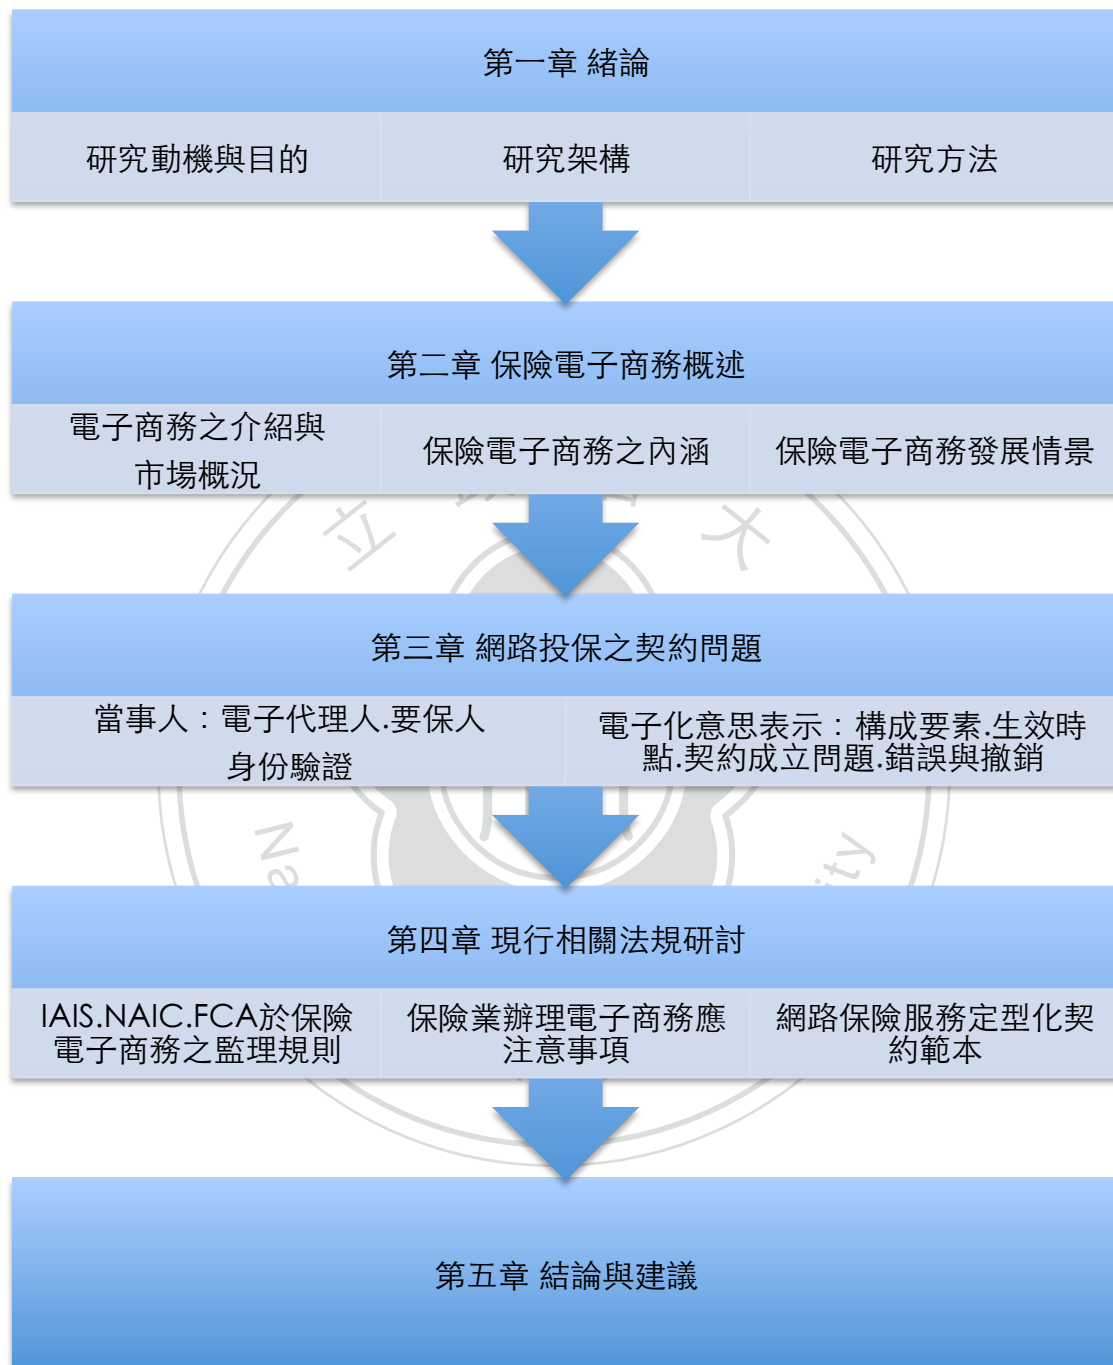 第一章 緒論
研究動機與目的
研究架構
研究方法
第二章 保險電子商務概述
電子商務之介紹與
市場概況
保險電子商務之內涵
保險電子商務發展情景
立
大
第三章 網路投保之契約問題
當事人：電子代理人.要保人
身份驗證
電子化意思表示：構成要素.生效時
點.契約成立問題.錯誤與撤銷
Na
ity
第四章 現行相關法規研討
IAIS.NAIC.FCA於保險
電子商務之監理規則
保險業辦理電子商務應
注意事項
網路保險服務定型化契
約範本
第五章 結論與建議